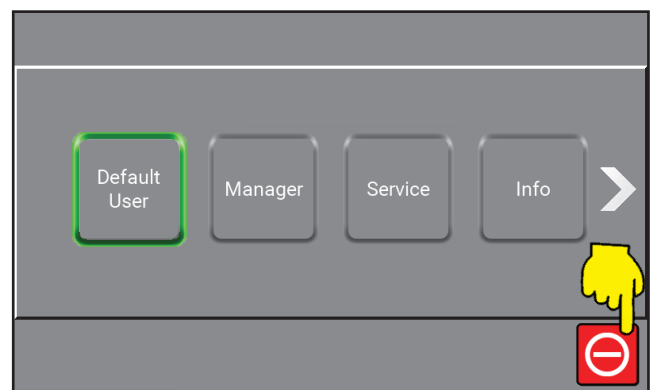 Default
User
Manager
Service
Info